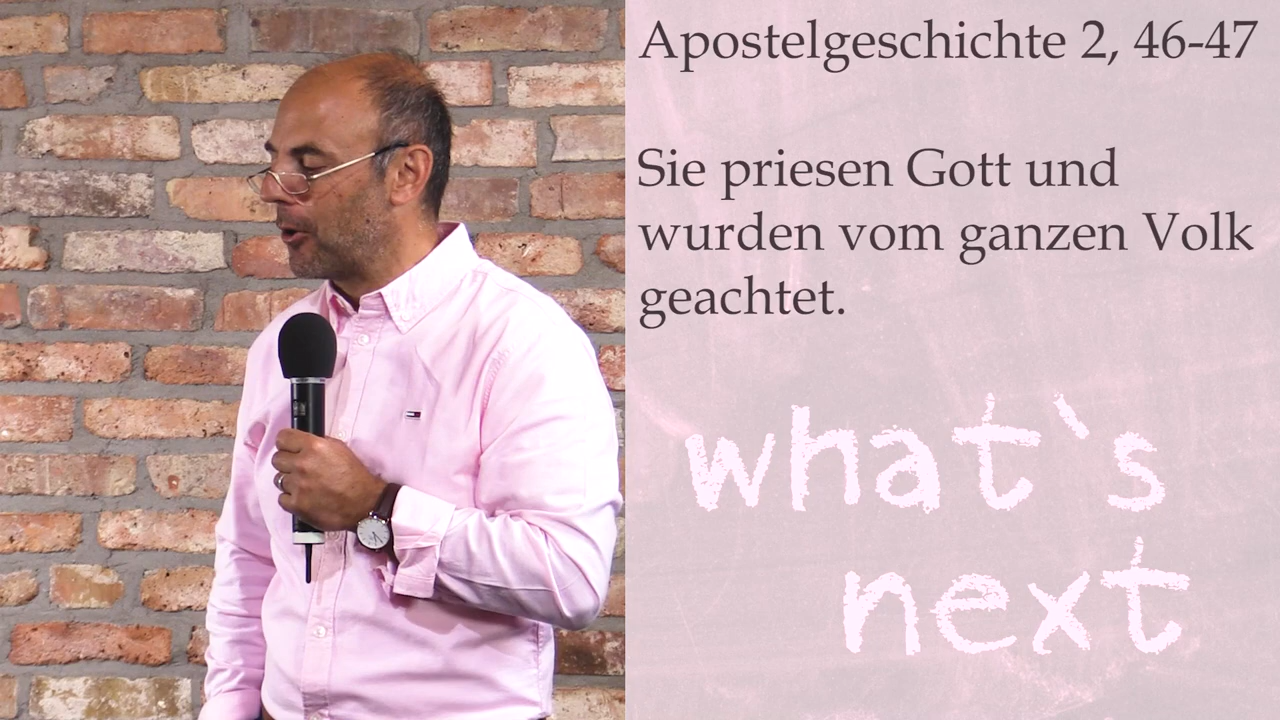 Apostelgeschichte 2, 46-47
Sie priesen Gott und
wurden vom ganzen Volk
geachtet.
what`s
next